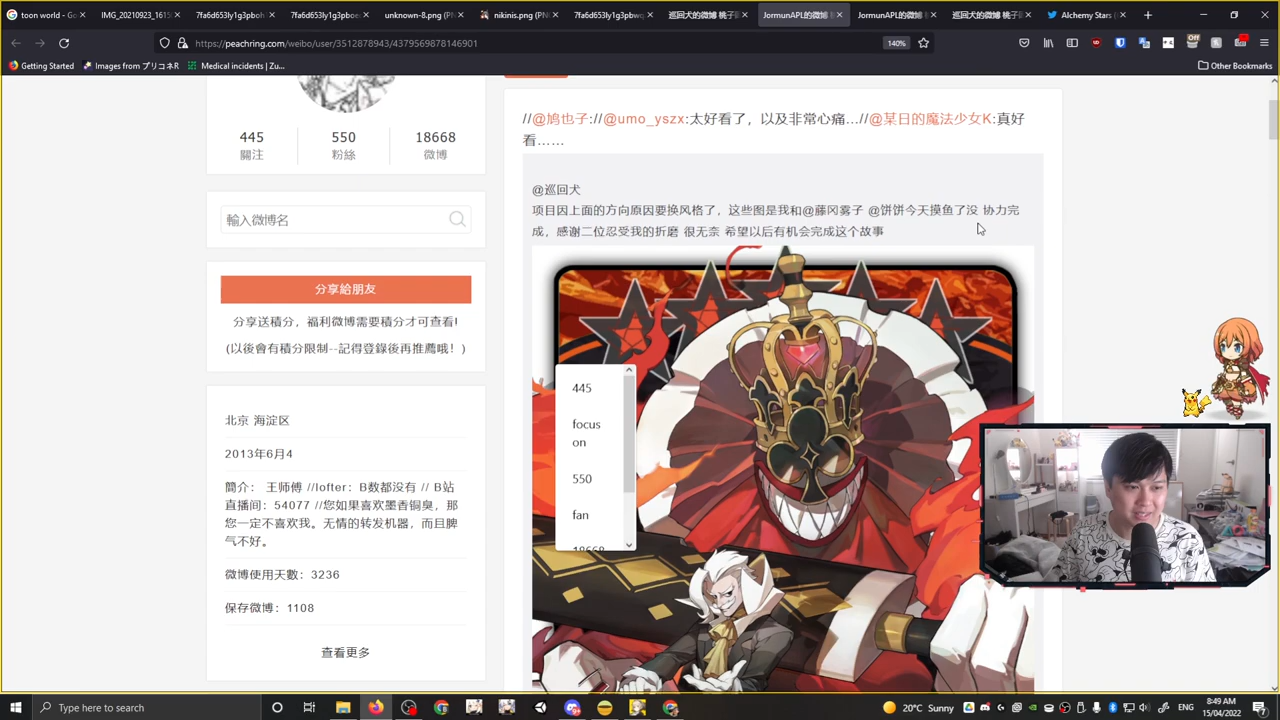 toon world - Go
IMG_20210923_1615
7fa6d653ly1g3pboh
7fa6d653ly1g3pboe
unknown-8.png (PN
nikinis.png (PNG
7fa6d653ly1g3pbwq
巡回犬的微博 桃子
JormunAPL的微博
JormunAPL的微博
巡回犬的微博 桃子
Alchemy Stars (
https://peachring.com/weibo/user/3512878943/4379569878146901
140%
Off
Getting Started
Images from プリコネR
Medical incidents | Zu...
Other Bookmarks
445
550
18668
關注
粉絲
微博
輸入微博名
分享給朋友
分享送積分，福利微博需要積分才可查看!
(以後會有積分限制--記得登錄後再推薦哦! )
北京 海淀区
2013年6月4
簡介： 王师傅 //lofter：B数都没有 // B站
直播间：54077 //您如果喜欢墨香铜臭，那
您一定不喜欢我。无情的转发机器，而且脾
气不好。
微博使用天數：3236
保存微博：1108
查看更多
//@鸠也子://@umo_yszx:太好看了，以及非常心痛...//@某日的魔法少女K:真好
看……
@巡回犬
项目因上面的方向原因要换风格了，这些图是我和@藤冈雾子 @饼饼今天摸鱼了没 协力完
成，感谢二位忍受我的折磨 很无奈 希望以后有机会完成这个故事
445
focus
on
550
fan
18668
Type here to search
20°C Sunny
ENG
8:49 AM
15/04/2022